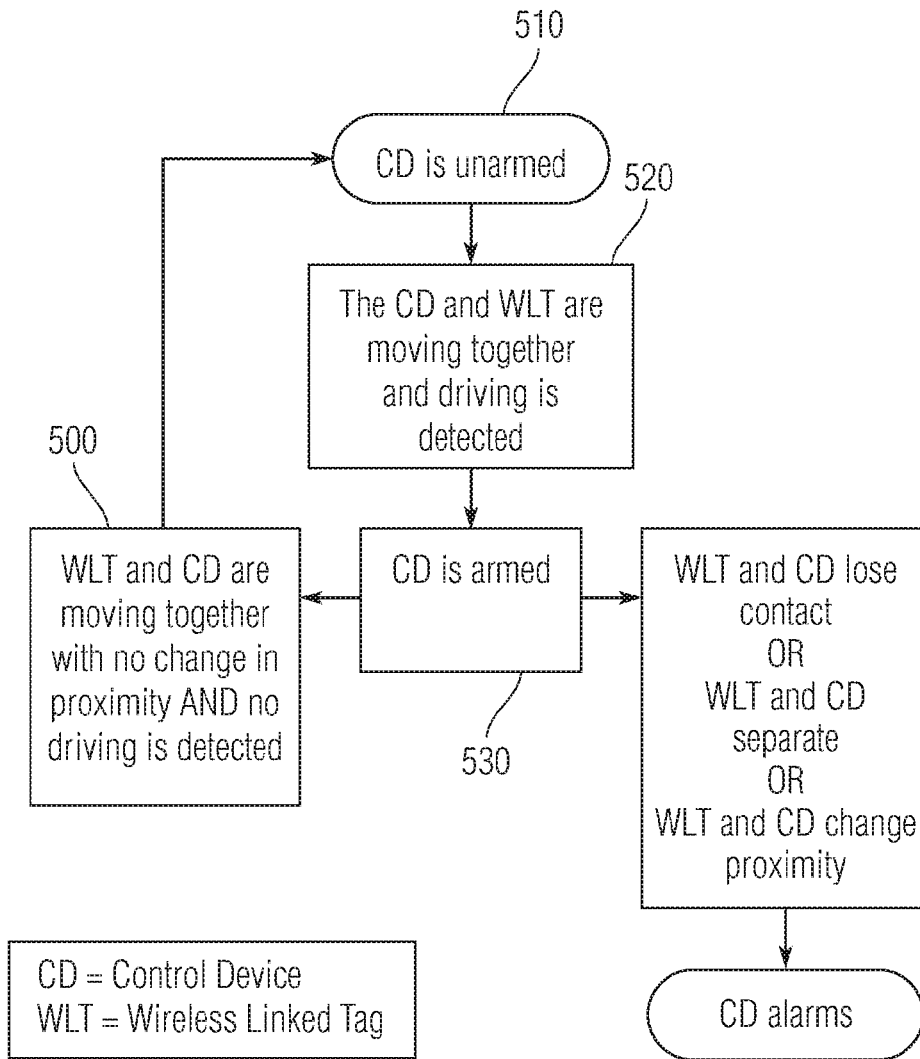 510
CD is unarmed
520
The CD and WLT are
moving together
and driving is
detected
500
WLT and CD are
moving together
with no change in
proximity AND no
driving is detected
CD is armed
530
WLT and CD lose
contact
OR
WLT and CD
separate
OR
WLT and CD change
proximity
CD = Control Device
WLT = Wireless Linked Tag
CD alarms